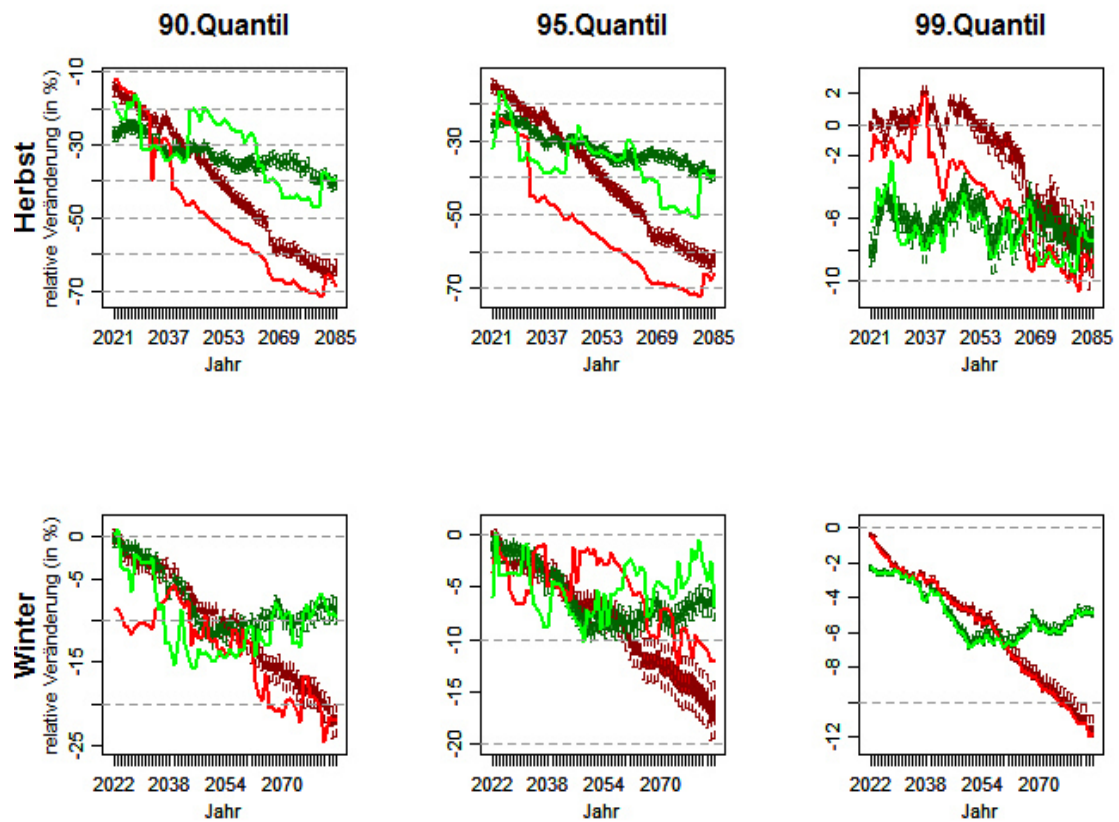 90.Quantil 95.Quantil 99.Quantil
Herbst
relative Veränderung (in %)
-10
-30
-50
-70
2021 2037 2053 2069 2085
Jahr
-30
-50
-70
2021 2037 2053 2069 2085
Jahr
2
0
-2
-6
-10
2021 2037 2053 2069 2085
Jahr
Winter
relative Veränderung (in %)
0
-5
-15
-25
2022 2038 2054 2070
Jahr
0
-5
-10
-15
-20
2022 2038 2054 2070
Jahr
0
-2
-4
-6
-8
-12
2022 2038 2054 2070
Jahr